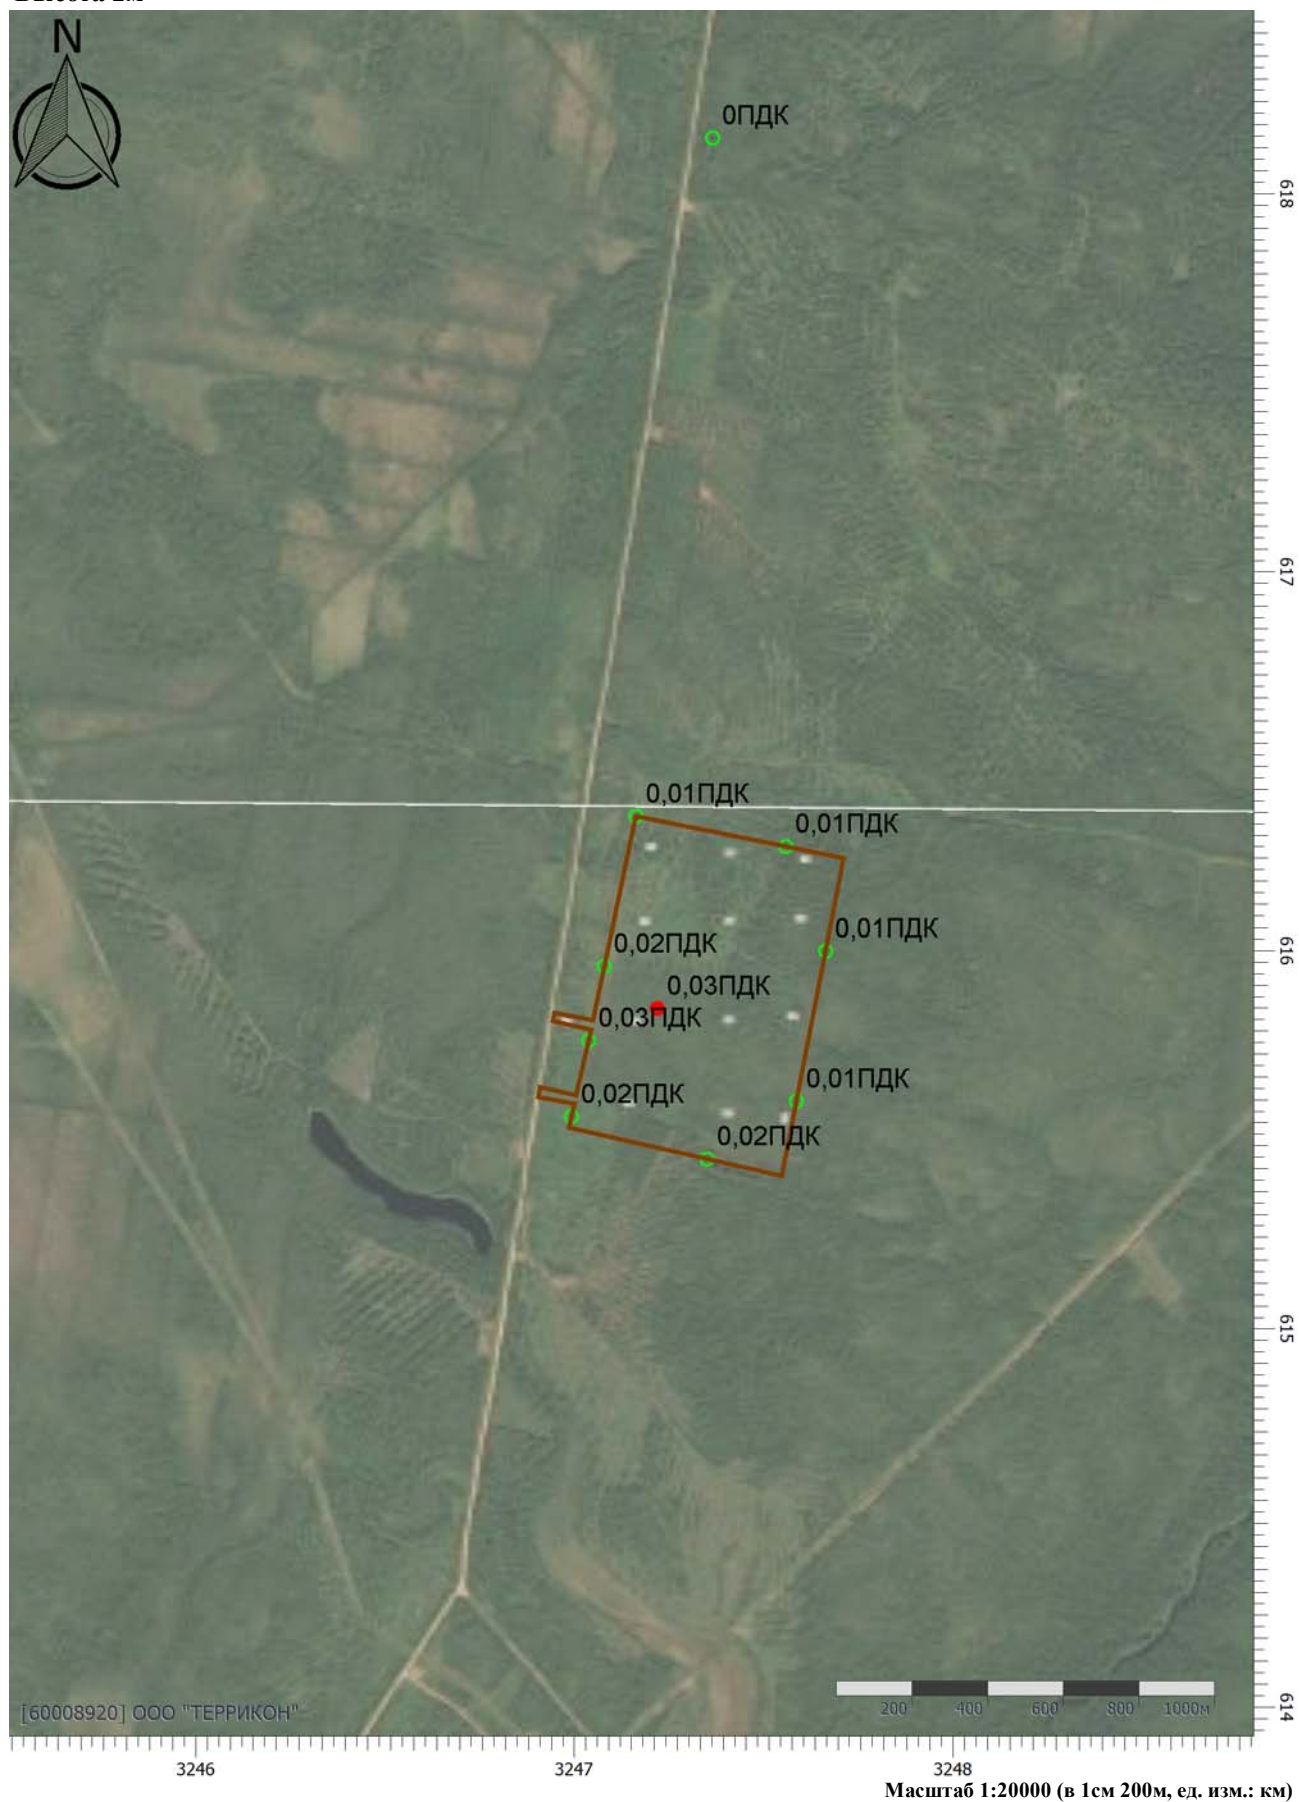 N
0ПДК
618
617
0,01ПДК
0,01ПДК
0,01ПДК
0,02ПДК
616
0,03ПДК
0,03ПДК
0,01ПДК
0,02ПДК
0,02ПДК
615
200 400 600 800 1000м
[60008920] ООО "ТЕРРИКОН"
614
3246 3247 3248
Масштаб 1:20000 (в 1см 200м, ед. изм.: км)